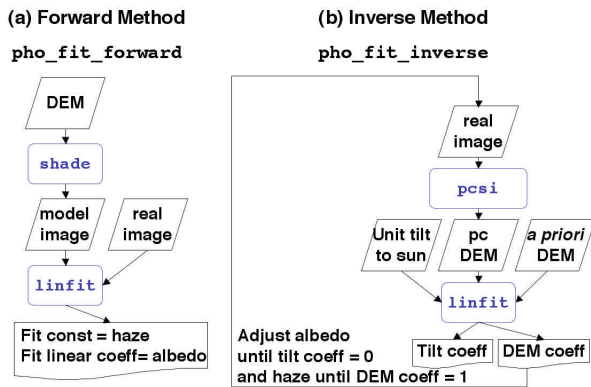 (a) Forward Method
pho_fit_forward
DEM
shade
model
image
real
image
linfit
Fit const = haze
Fit linear coeff= albedo
(b) Inverse Method
pho_fit_inverse
real
image
pcsi
Unit tilt
to sun
pc
DEM
a priori
DEM
linfit
Adjust albedo
until tilt coeff = 0
and haze until DEM coeff = 1
Tilt coeff
DEM coeff